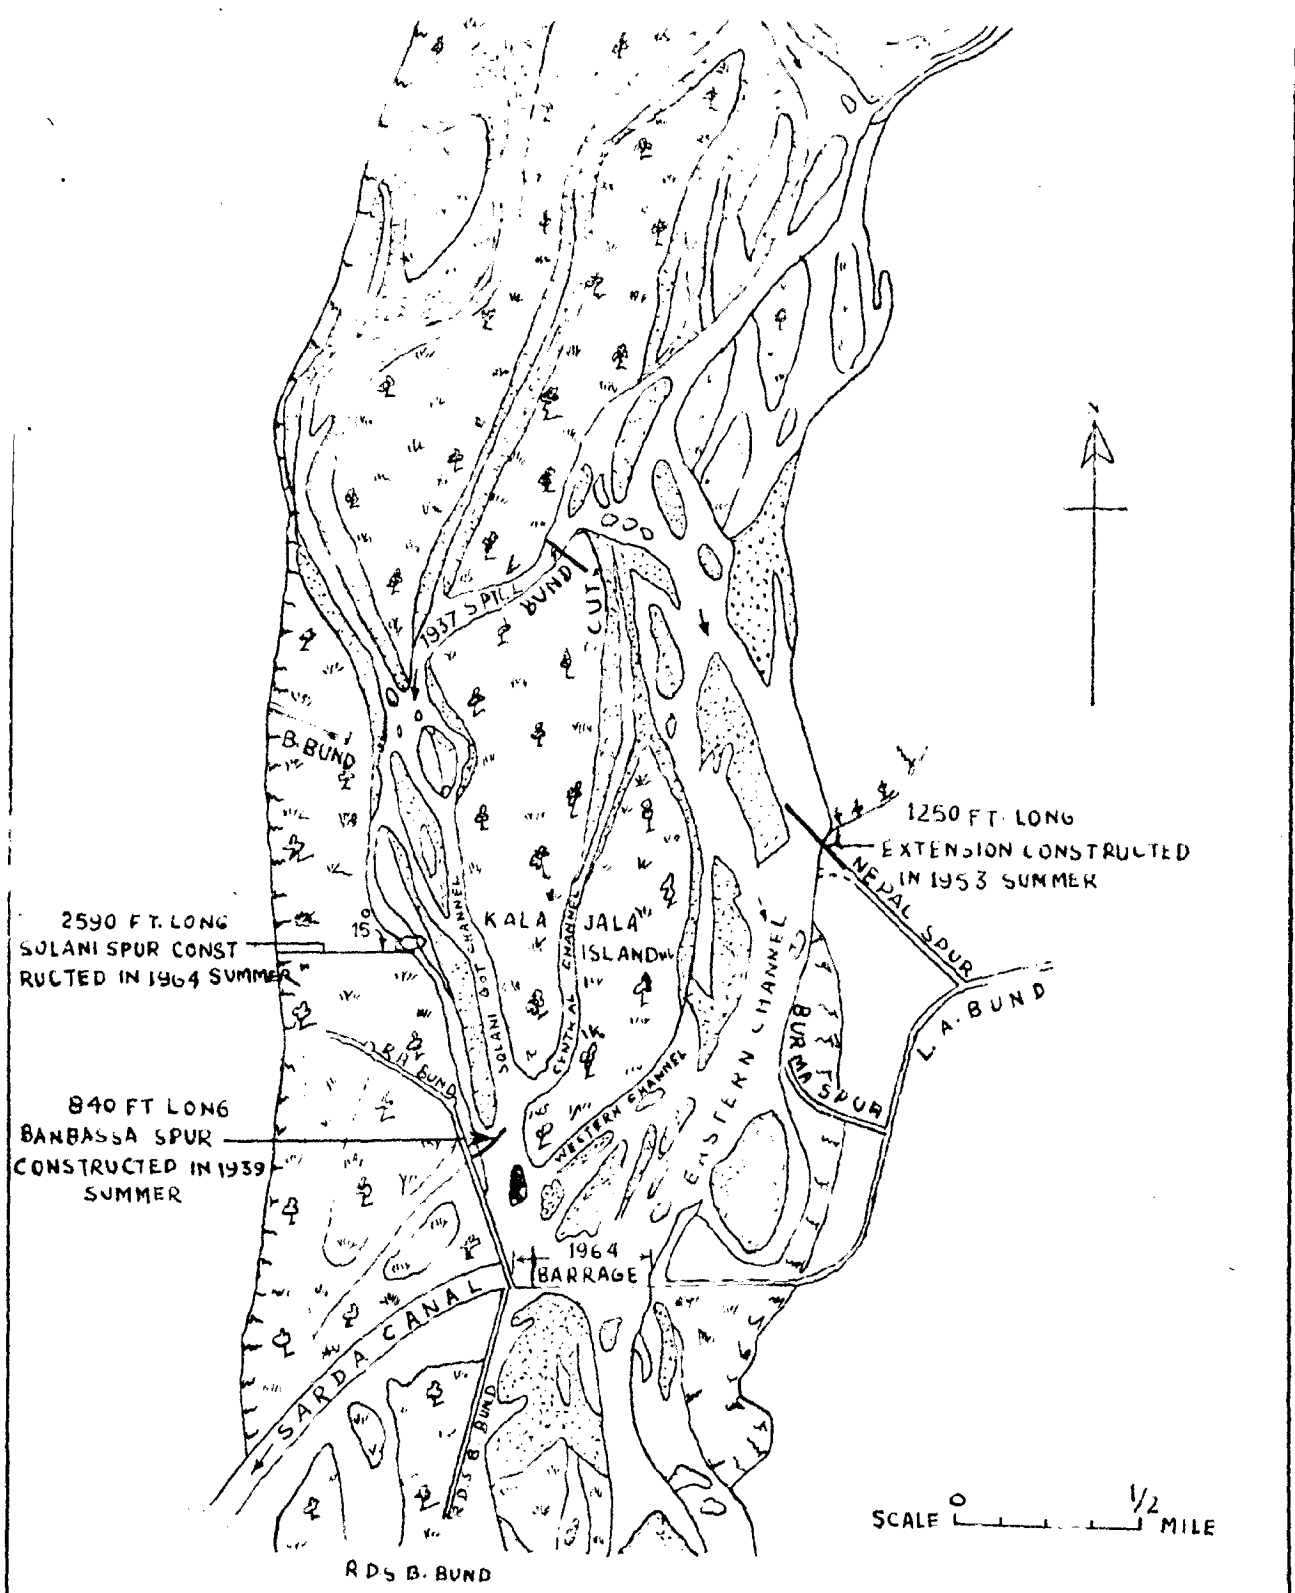 N
1937 SPILL
BUND
CUT
B. BUND
1250 FT. LONG
EXTENSION CONSTRUCTED
IN 1953 SUMMER
NEPAL SPUR
L. A. BUND
2590 FT. LONG
SOLANI SPUR CONST
RUCTED IN 1964 SUMMER
15°
SOLANI GOT CHANNEL
KALA JALA
ISLAND
CENTRAL CHANNEL
WESTERN CHANNEL
EASTERN CHANNEL
BURMA SPUR
R.A. BUND
840 FT LONG
BANBASSA SPUR
CONSTRUCTED IN 1939
SUMMER
1964
BARRAGE
SARDA CANAL
R.D.S B BUND
SCALE 0 1/2 MILE
R D S B. BUND